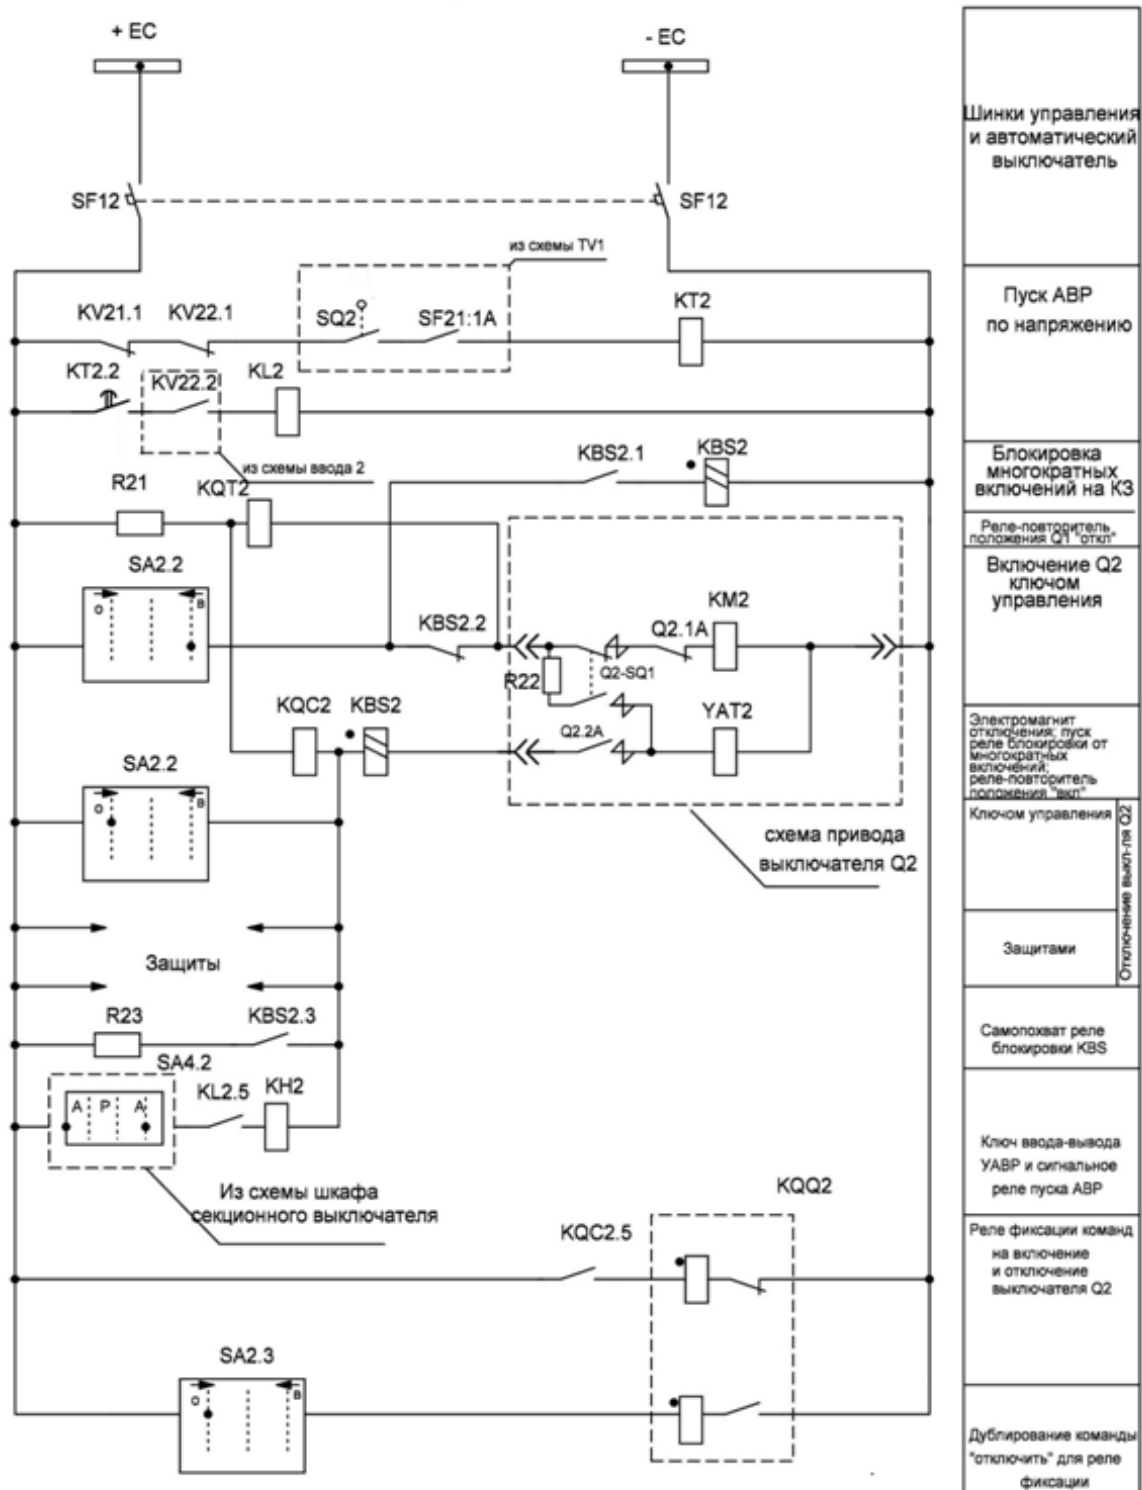 + EC
- EC
Шинки управления
и автоматический
выключатель
SF12
SF12
из схемы TV1
KV21.1
KV22.1
SQ2
SF21:1A
KT2
Пуск АВР
по напряжению
KT2.2
KV22.2
KL2
из схемы ввода 2
KBS2.1
KBS2
Блокировка
многократных
включений на КЗ
R21
KQT2
Реле-повторитель
положения Q1 "откл"
SA2.2
О
В
KBS2.2
Q2-SQ1
Q2.1A
KM2
R22
Включение Q2
ключом
управления
KQC2
KBS2
Q2.2A
YAT2
Электромагнит
отключения; пуск
реле блокировки от
многократных
включений;
реле-повторитель
положения "вкл"
SA2.2
О
В
схема привода
выключателя Q2
Ключом управления
Отключение выкл-ля Q2
Защиты
Защитами
R23
KBS2.3
Самопохват реле
блокировки KBS
SA4.2
А Р А
KL2.5
KH2
Ключ ввода-вывода
УАВР и сигнальное
реле пуска АВР
Из схемы шкафа
секционного выключателя
KQC2.5
KQQ2
Реле фиксации команд
на включение
и отключение
выключателя Q2
SA2.3
О
В
Дублирование команды
"отключить" для реле
фиксации